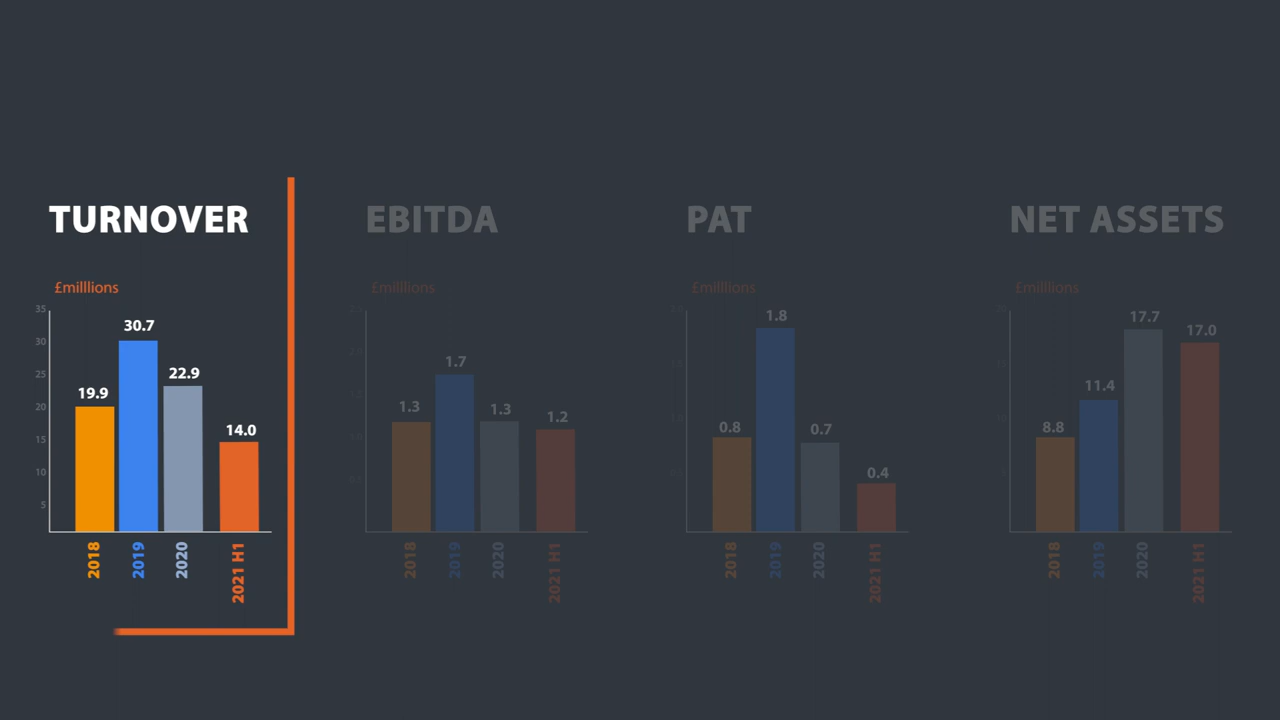 TURNOVER
£milllions
35
30
25
20
15
10
5
19.9
30.7
22.9
14.0
2018
2019
2020
2021 H1
EBITDA
£milllions
1.3
1.7
1.3
1.2
2018
2019
2020
2021 H1
PAT
£milllions
0.8
1.8
0.7
0.4
2018
2019
2020
2021 H1
NET ASSETS
£milllions
8.8
11.4
17.7
17.0
2018
2019
2020
2021 H1